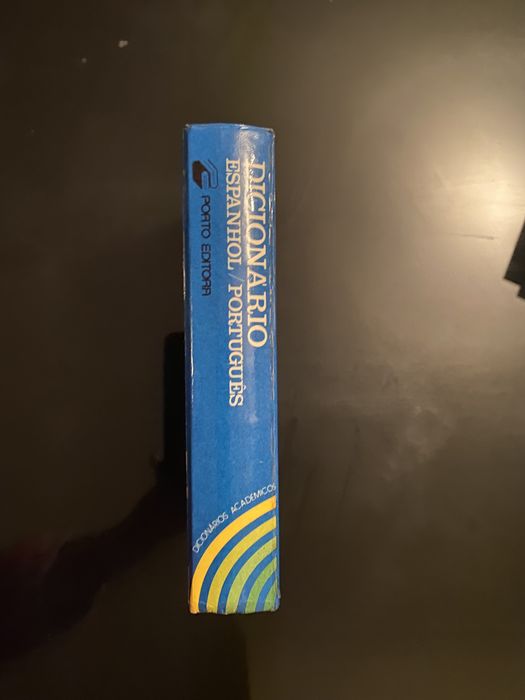 DICIONÁRIO
ESPANHOL / PORTUGUÊS
PORTO EDITORA
DICIONÁRIOS ACADÉMICOS